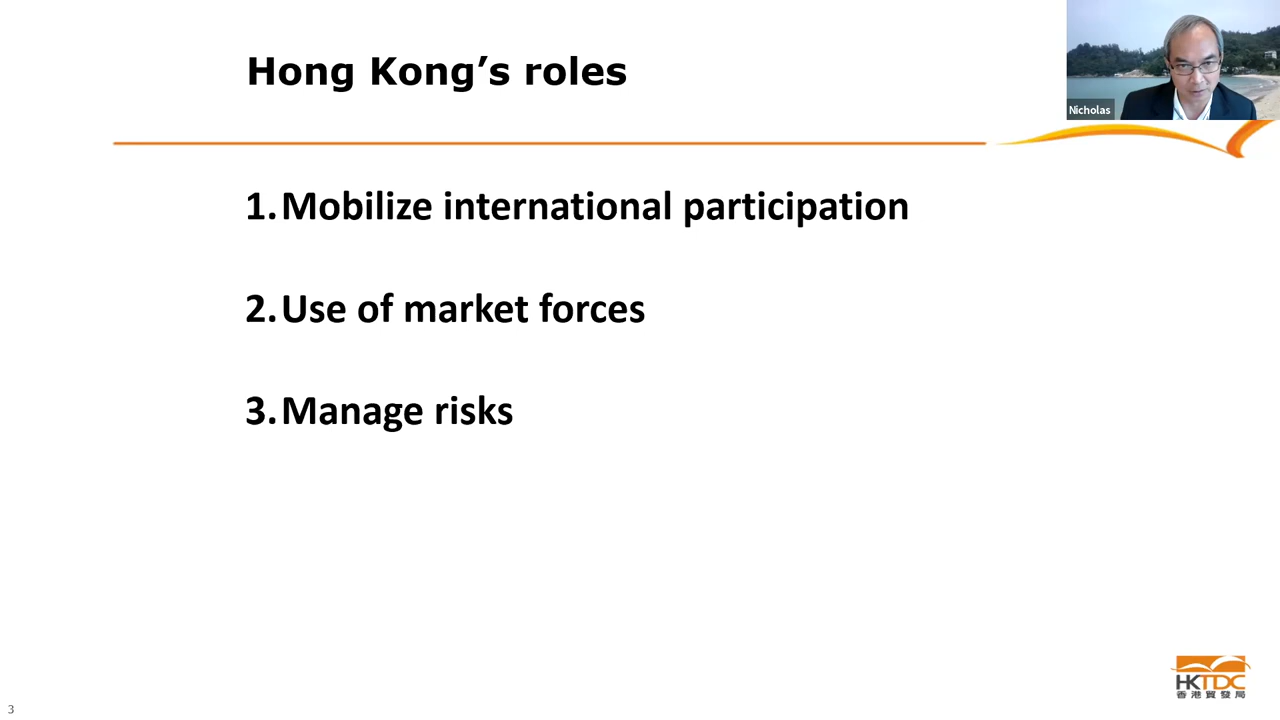 Hong Kong’s roles
Nicholas
1. Mobilize international participation
2. Use of market forces
3. Manage risks
HKTDC
香港貿發局
3